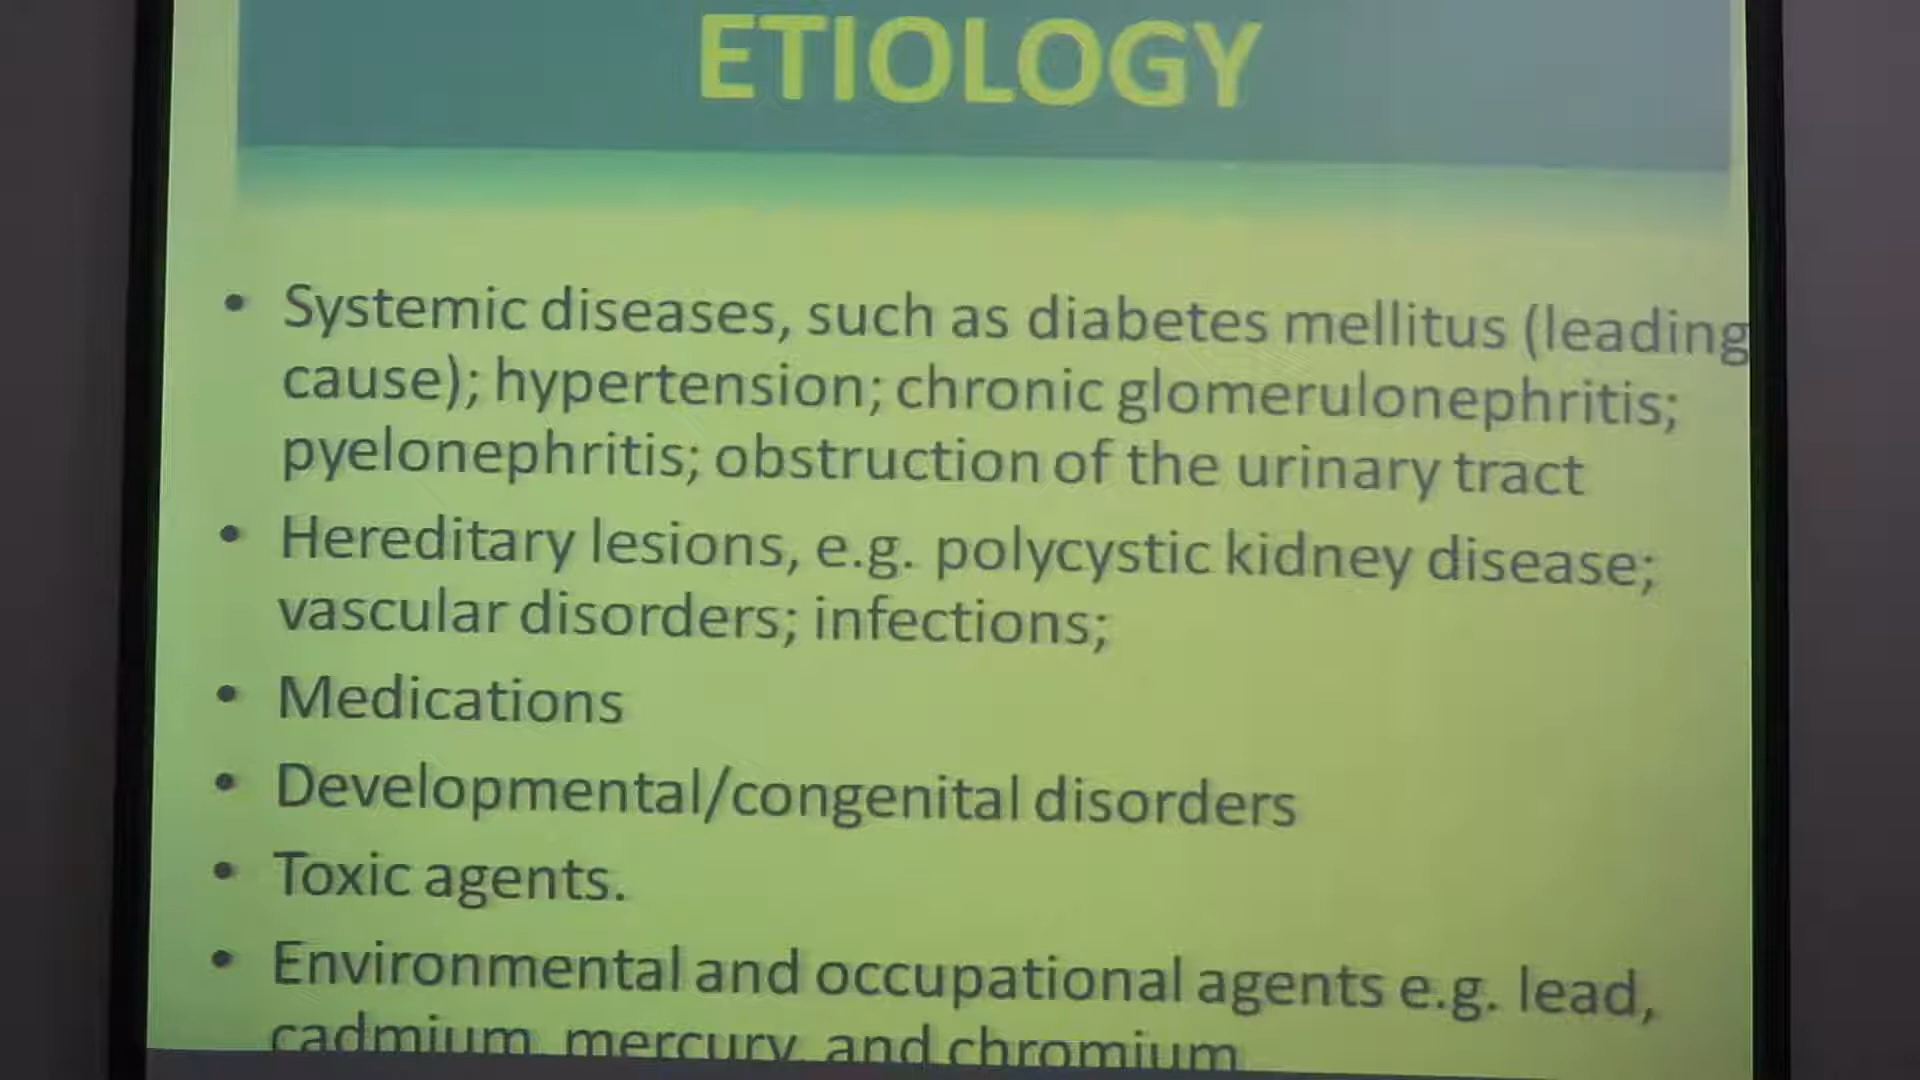 ETIOLOGY
• Systemic diseases, such as diabetes mellitus (leading
cause); hypertension; chronic glomerulonephritis;
pyelonephritis; obstruction of the urinary tract
• Hereditary lesions, e.g. polycystic kidney disease;
vascular disorders; infections;
• Medications
• Developmental/congenital disorders
• Toxic agents.
• Environmental and occupational agents e.g. lead,
cadmium, mercury, and chromium